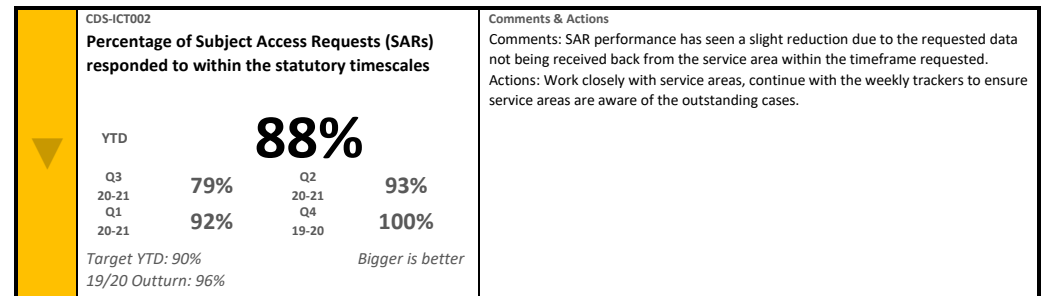 CDS-ICT002
Percentage of Subject Access Requests (SARs)
responded to within the statutory timescales
YTD 88%
Q3 20-21 79% Q2 20-21 93%
Q1 20-21 92% Q4 19-20 100%
Target YTD: 90% Bigger is better
19/20 Outturn: 96%
Comments & Actions
Comments: SAR performance has seen a slight reduction due to the requested data
not being received back from the service area within the timeframe requested.
Actions: Work closely with service areas, continue with the weekly trackers to ensure
service areas are aware of the outstanding cases.